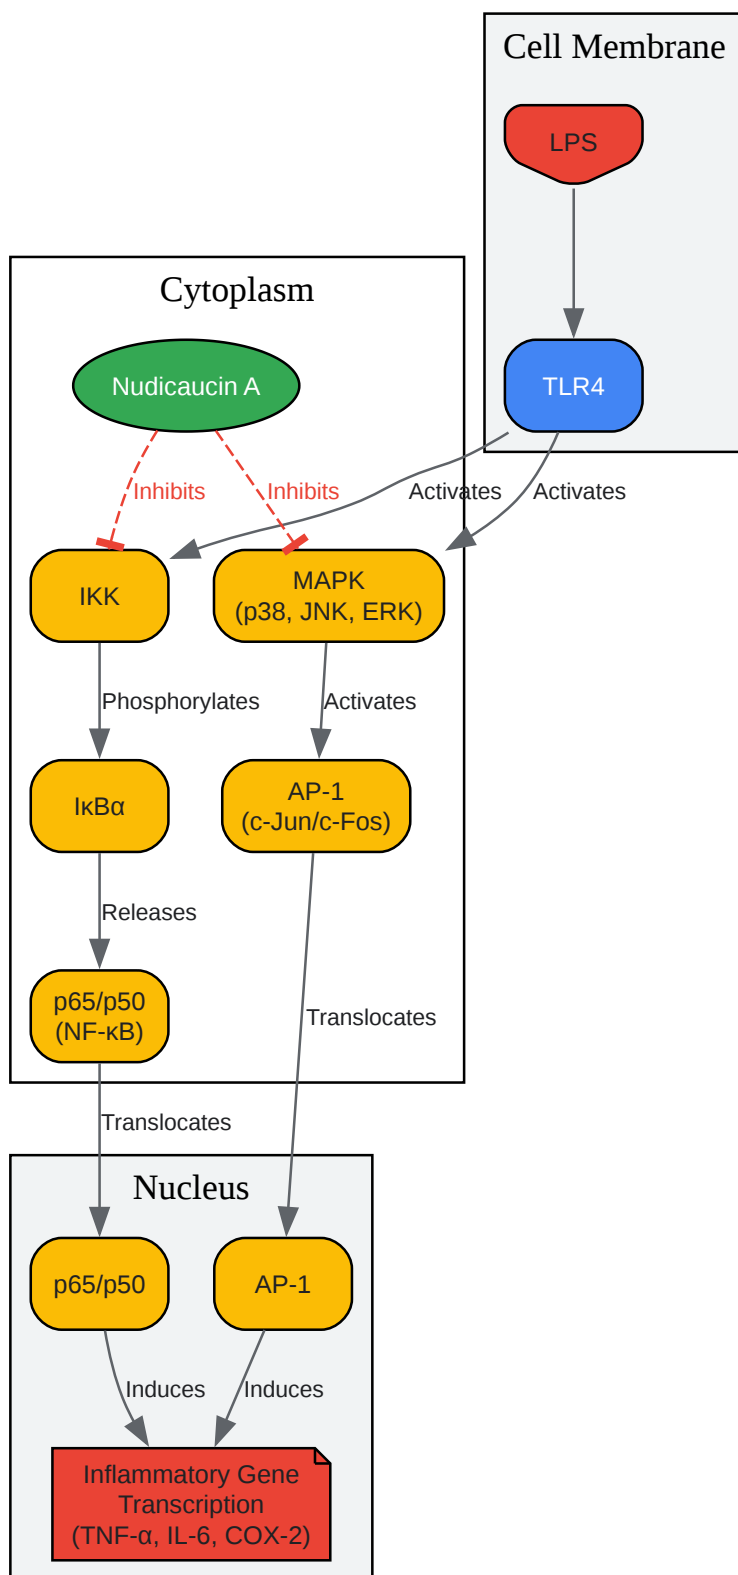 Cell Membrane
LPS
Cytoplasm
Nudicaucin A
TLR4
Inhibits
Inhibits
Activates
Activates
IKK
MAPK
(p38, JNK, ERK)
Phosphorylates
Activates
IκBα
AP-1
(c-Jun/c-Fos)
Releases
p65/p50
(NF-κB)
Translocates
Translocates
Nucleus
p65/p50
AP-1
Induces
Induces
Inflammatory Gene
Transcription
(TNF-α, IL-6, COX-2)